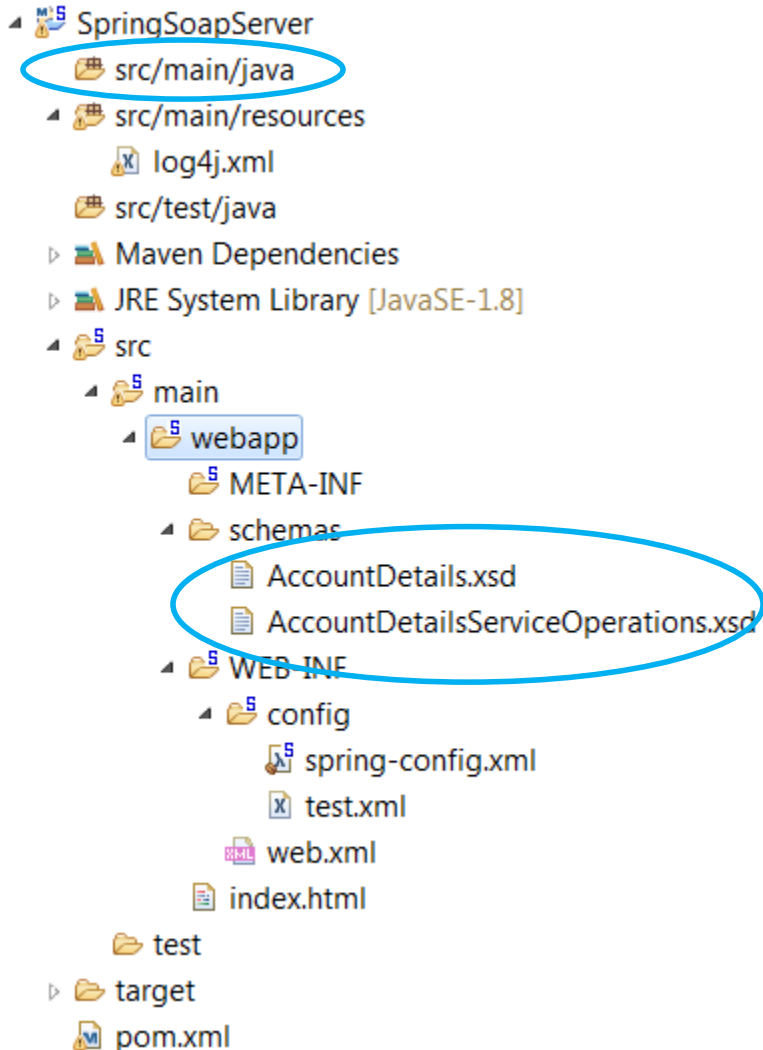 SpringSoapServer
src/main/java
src/main/resources
log4j.xml
src/test/java
Maven Dependencies
JRE System Library [JavaSE-1.8]
src
main
webapp
META-INF
schemas
AccountDetails.xsd
AccountDetailsServiceOperations.xsd
WEB-INF
config
spring-config.xml
test.xml
web.xml
index.html
test
target
pom.xml